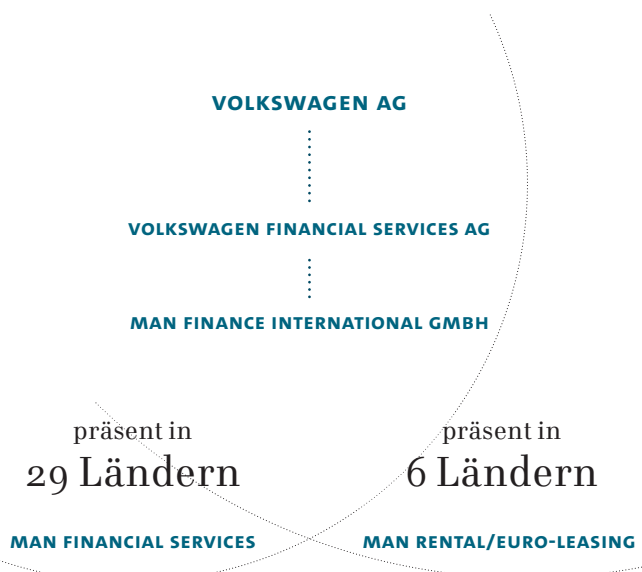 VOLKSWAGEN AG
VOLKSWAGEN FINANCIAL SERVICES AG
MAN FINANCE INTERNATIONAL GMBH
präsent in
29 Ländern
MAN FINANCIAL SERVICES
präsent in
6 Ländern
MAN RENTAL/EURO-LEASING